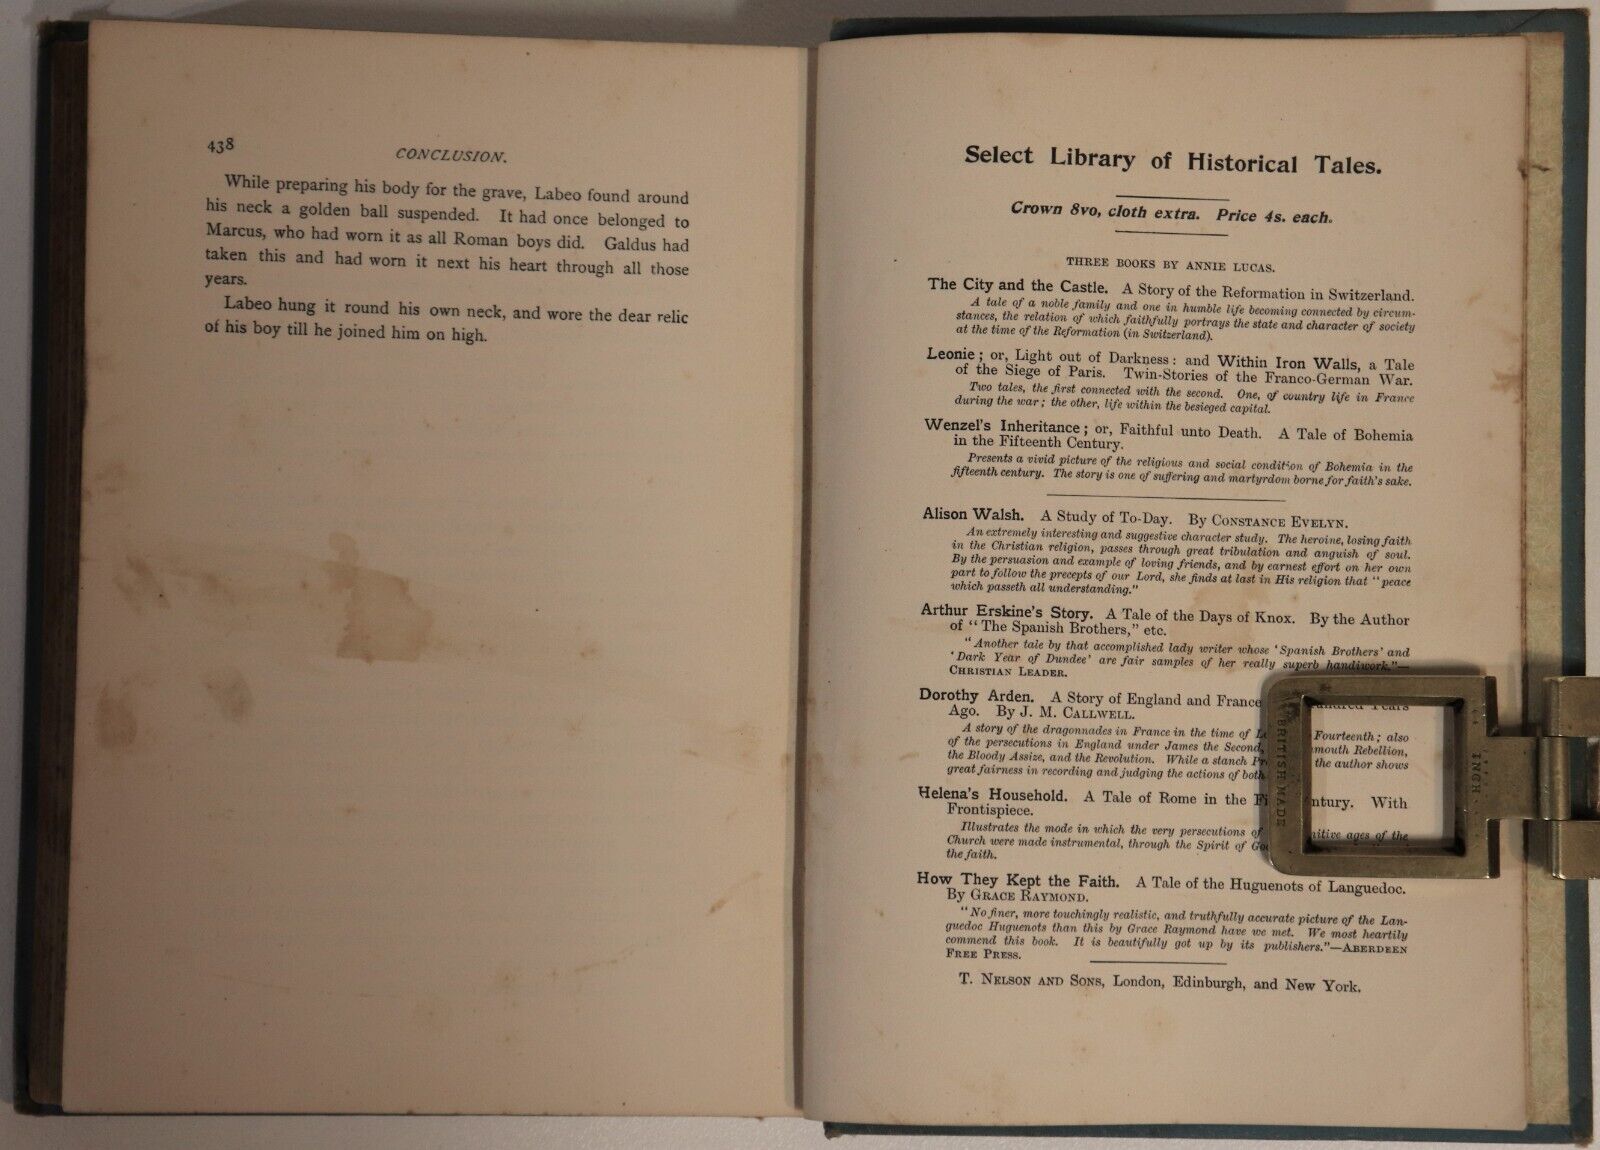 438
CONCLUSION.
While preparing his body for the grave, Labeo found around
his neck a golden ball suspended. It had once belonged to
Marcus, who had worn it as all Roman boys did. Galdus had
taken this and had worn it next his heart through all those
years.
Labeo hung it round his own neck, and wore the dear relic
of his boy till he joined him on high.
Select Library of Historical Tales.
Crown 8vo, cloth extra. Price 4s. each.
THREE BOOKS BY ANNIE LUCAS.
The City and the Castle. A Story of the Reformation in Switzerland.
A tale of a noble family and one in humble life becoming connected by circum-
stances, the relation of which faithfully portrays the state and character of society
at the time of the Reformation (in Switzerland).
Leonie; or, Light out of Darkness: and Within Iron Walls, a Tale
of the Siege of Paris. Twin-Stories of the Franco-German War.
Two tales, the first connected with the second. One, of country life in France
during the war; the other, life within the besieged capital.
Wenzel's Inheritance; or, Faithful unto Death. A Tale of Bohemia
in the Fifteenth Century.
Presents a vivid picture of the religious and social condition of Bohemia in the
fifteenth century. The story is one of suffering and martyrdom borne for faith's sake.
Alison Walsh. A Study of To-Day. By CONSTANCE EVELYN.
An extremely interesting and suggestive character study. The heroine, losing faith
in the Christian religion, passes through great tribulation and anguish of soul.
By the persuasion and example of loving friends, and by earnest effort on her own
part to follow the precepts of our Lord, she finds at last in His religion that "peace
which passeth all understanding."
Arthur Erskine's Story. A Tale of the Days of Knox. By the Author
of "The Spanish Brothers," etc.
"Another tale by that accomplished lady writer whose 'Spanish Brothers' and
'Dark Year of Dundee' are fair samples of her really superb handiwork."—
CHRISTIAN LEADER.
Dorothy Arden. A Story of England and France Years
Ago. By J. M. CALLWELL.
A story of the dragonnades in France in the time of Fourteenth; also
of the persecutions in England under James the Second, Rebellion,
the Bloody Assize, and the Revolution. While a stanch the author shows
great fairness in recording and judging the actions of both
Helena's Household. A Tale of Rome in the With
Frontispiece.
Illustrates the mode in which the very persecutions of ages of the
Church were made instrumental, through the Spirit of
the faith.
How They Kept the Faith. A Tale of the Huguenots of Languedoc.
By GRACE RAYMOND.
"No finer, more touchingly realistic, and truthfully accurate picture of the Lan-
guedoc Huguenots than this by Grace Raymond have we met. We most heartily
commend this book. It is beautifully got up by its publishers."—ABERDEEN
FREE PRESS.
T. NELSON AND SONS, London, Edinburgh, and New York.
BRITISH MADE
1 INCH